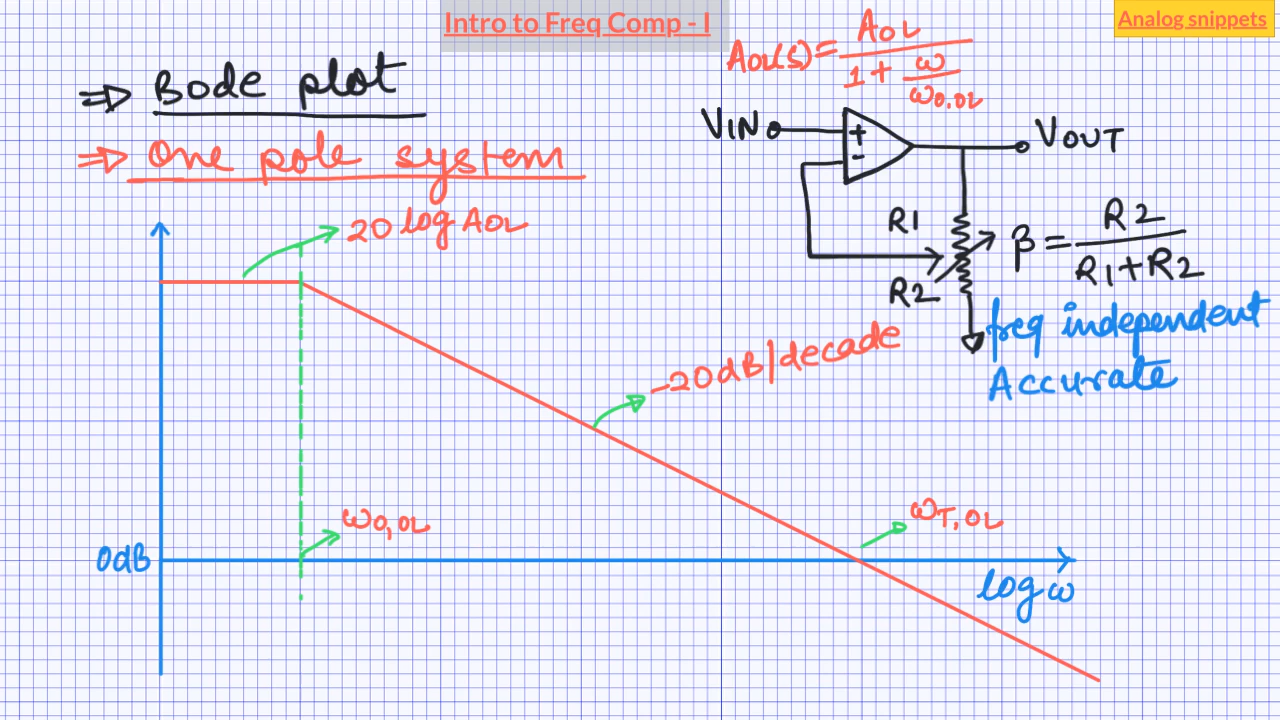 Intro to Freq Comp - I
Analog snippets
⇒ Bode plot
⇒ One pole system
AOL(s) = AOL / 1 + ω/ω0,OL
VIN
+
-
VOUT
R1
R2
β = R2 / R1+R2
freq independent
Accurate
20 log AOL
-20dB/decade
ω0,OL
ωT,OL
0dB
log ω